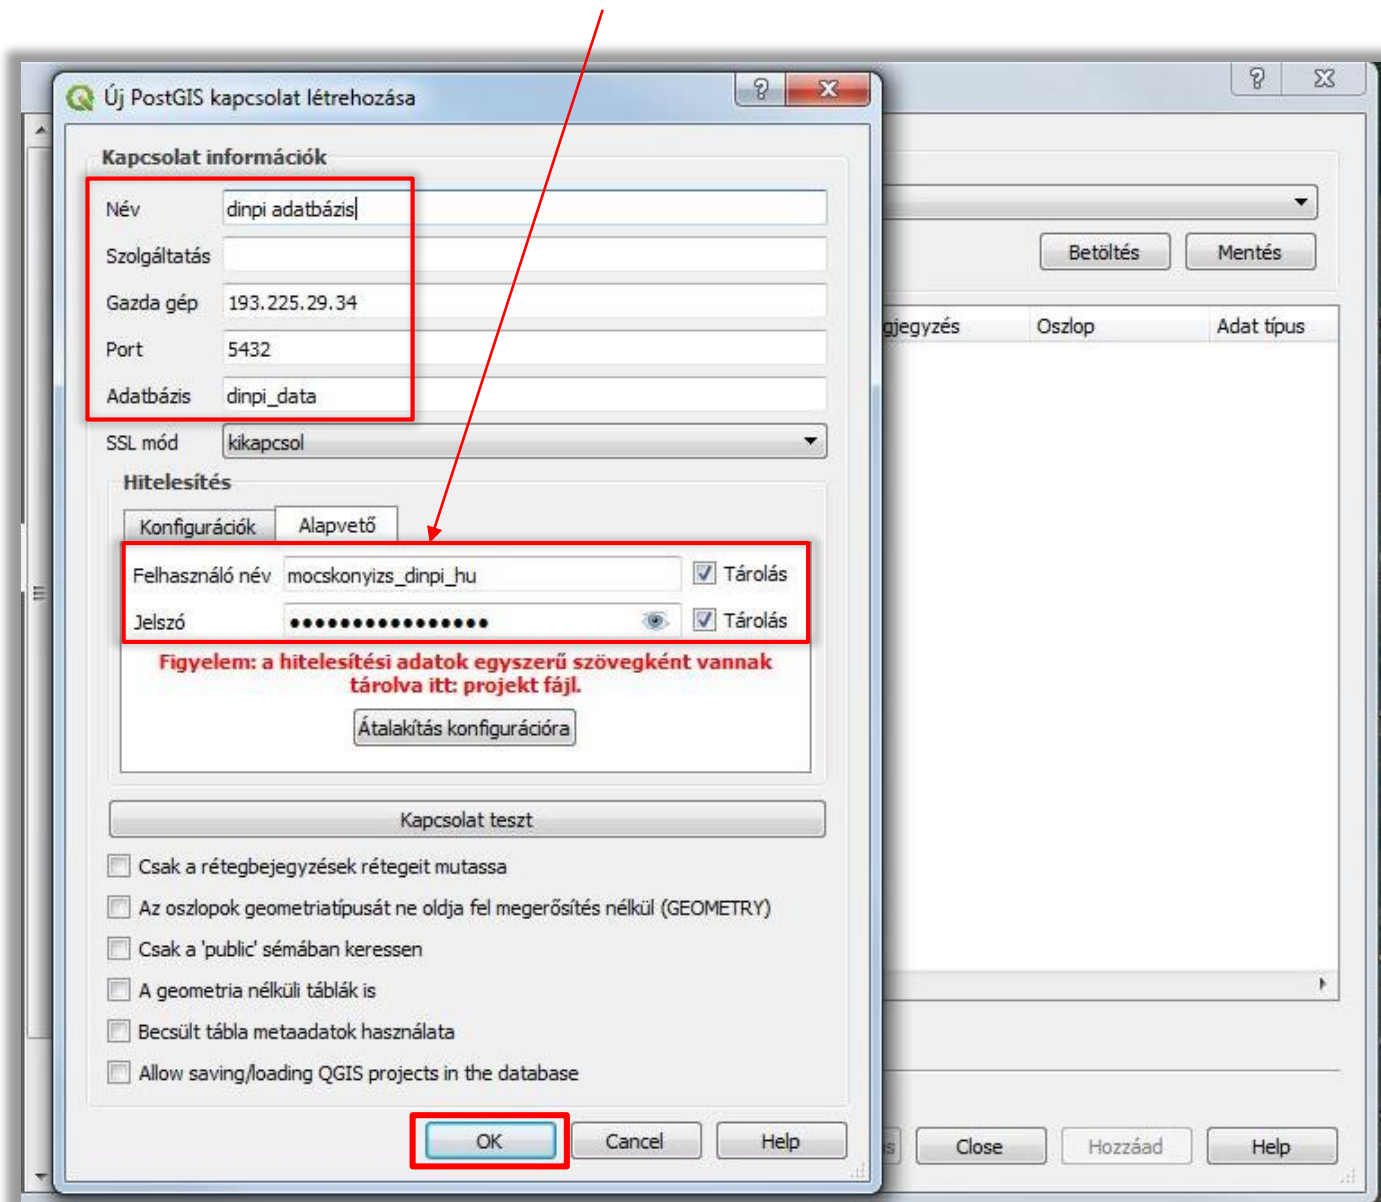 Új PostGIS kapcsolat létrehozása
Kapcsolat információk
Név dinpi adatbázis
Szolgáltatás
Gazda gép 193.225.29.34
Port 5432
Adatbázis dinpi_data
SSL mód kikapcsol
Hitelesítés
Konfigurációk Alapvető
Felhasználó név mocskonyizs_dinpi_hu Tárolás
Jelszó ●●●●●●●●●●●●●●●● Tárolás
Figyelem: a hitelesítési adatok egyszerű szövegként vannak
tárolva itt: projekt fájl.
Átalakítás konfigurációra
Kapcsolat teszt
Csak a rétegbejegyzések rétegeit mutassa
Az oszlopok geometriatípusát ne oldja fel megerősítés nélkül (GEOMETRY)
Csak a 'public' sémában keressen
A geometria nélküli táblák is
Becsült tábla metaadatok használata
Allow saving/loading QGIS projects in the database
OK Cancel Help
Betöltés Mentés
Oszlop Adat típus
Close Hozzáad Help